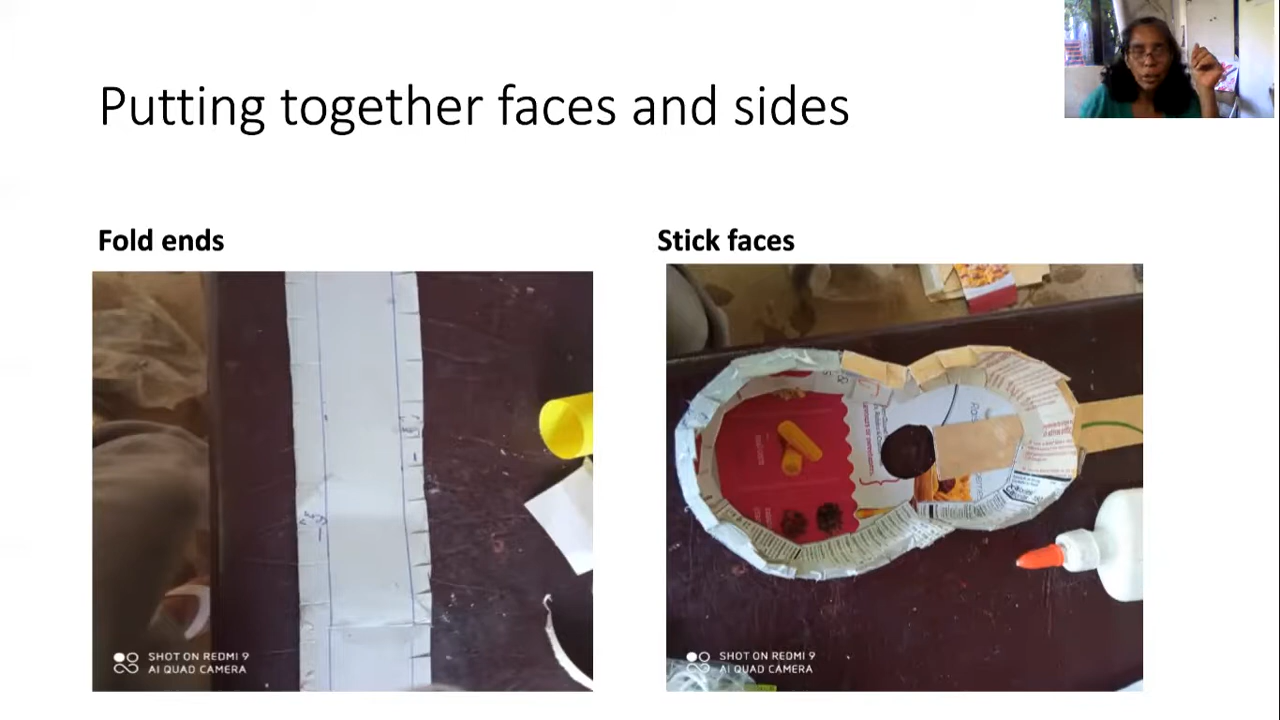 Putting together faces and sides
Fold ends
Stick faces
SHOT ON REDMI 9
AI QUAD CAMERA
SHOT ON REDMI 9
AI QUAD CAMERA